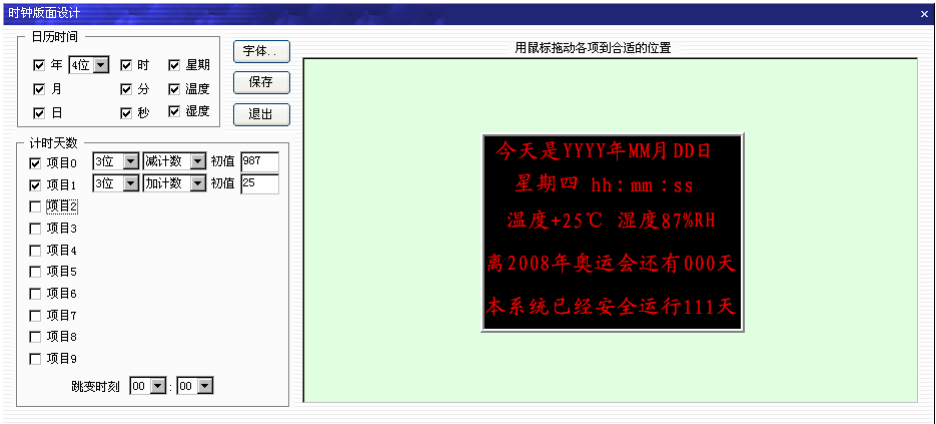 时钟版面设计
日历时间
年 4位 时 星期
月 分 温度
日 秒 湿度
字体..
保存
退出
计时天数
项目0 3位 减计数 初值 987
项目1 3位 加计数 初值 25
项目2
项目3
项目4
项目5
项目6
项目7
项目8
项目9
跳变时刻 00 : 00
用鼠标拖动各项到合适的位置
今天是YYYY年MM月DD日
星期四 hh:mm:ss
温度+25℃ 湿度87%RH
离2008年奥运会还有000天
本系统已经安全运行111天